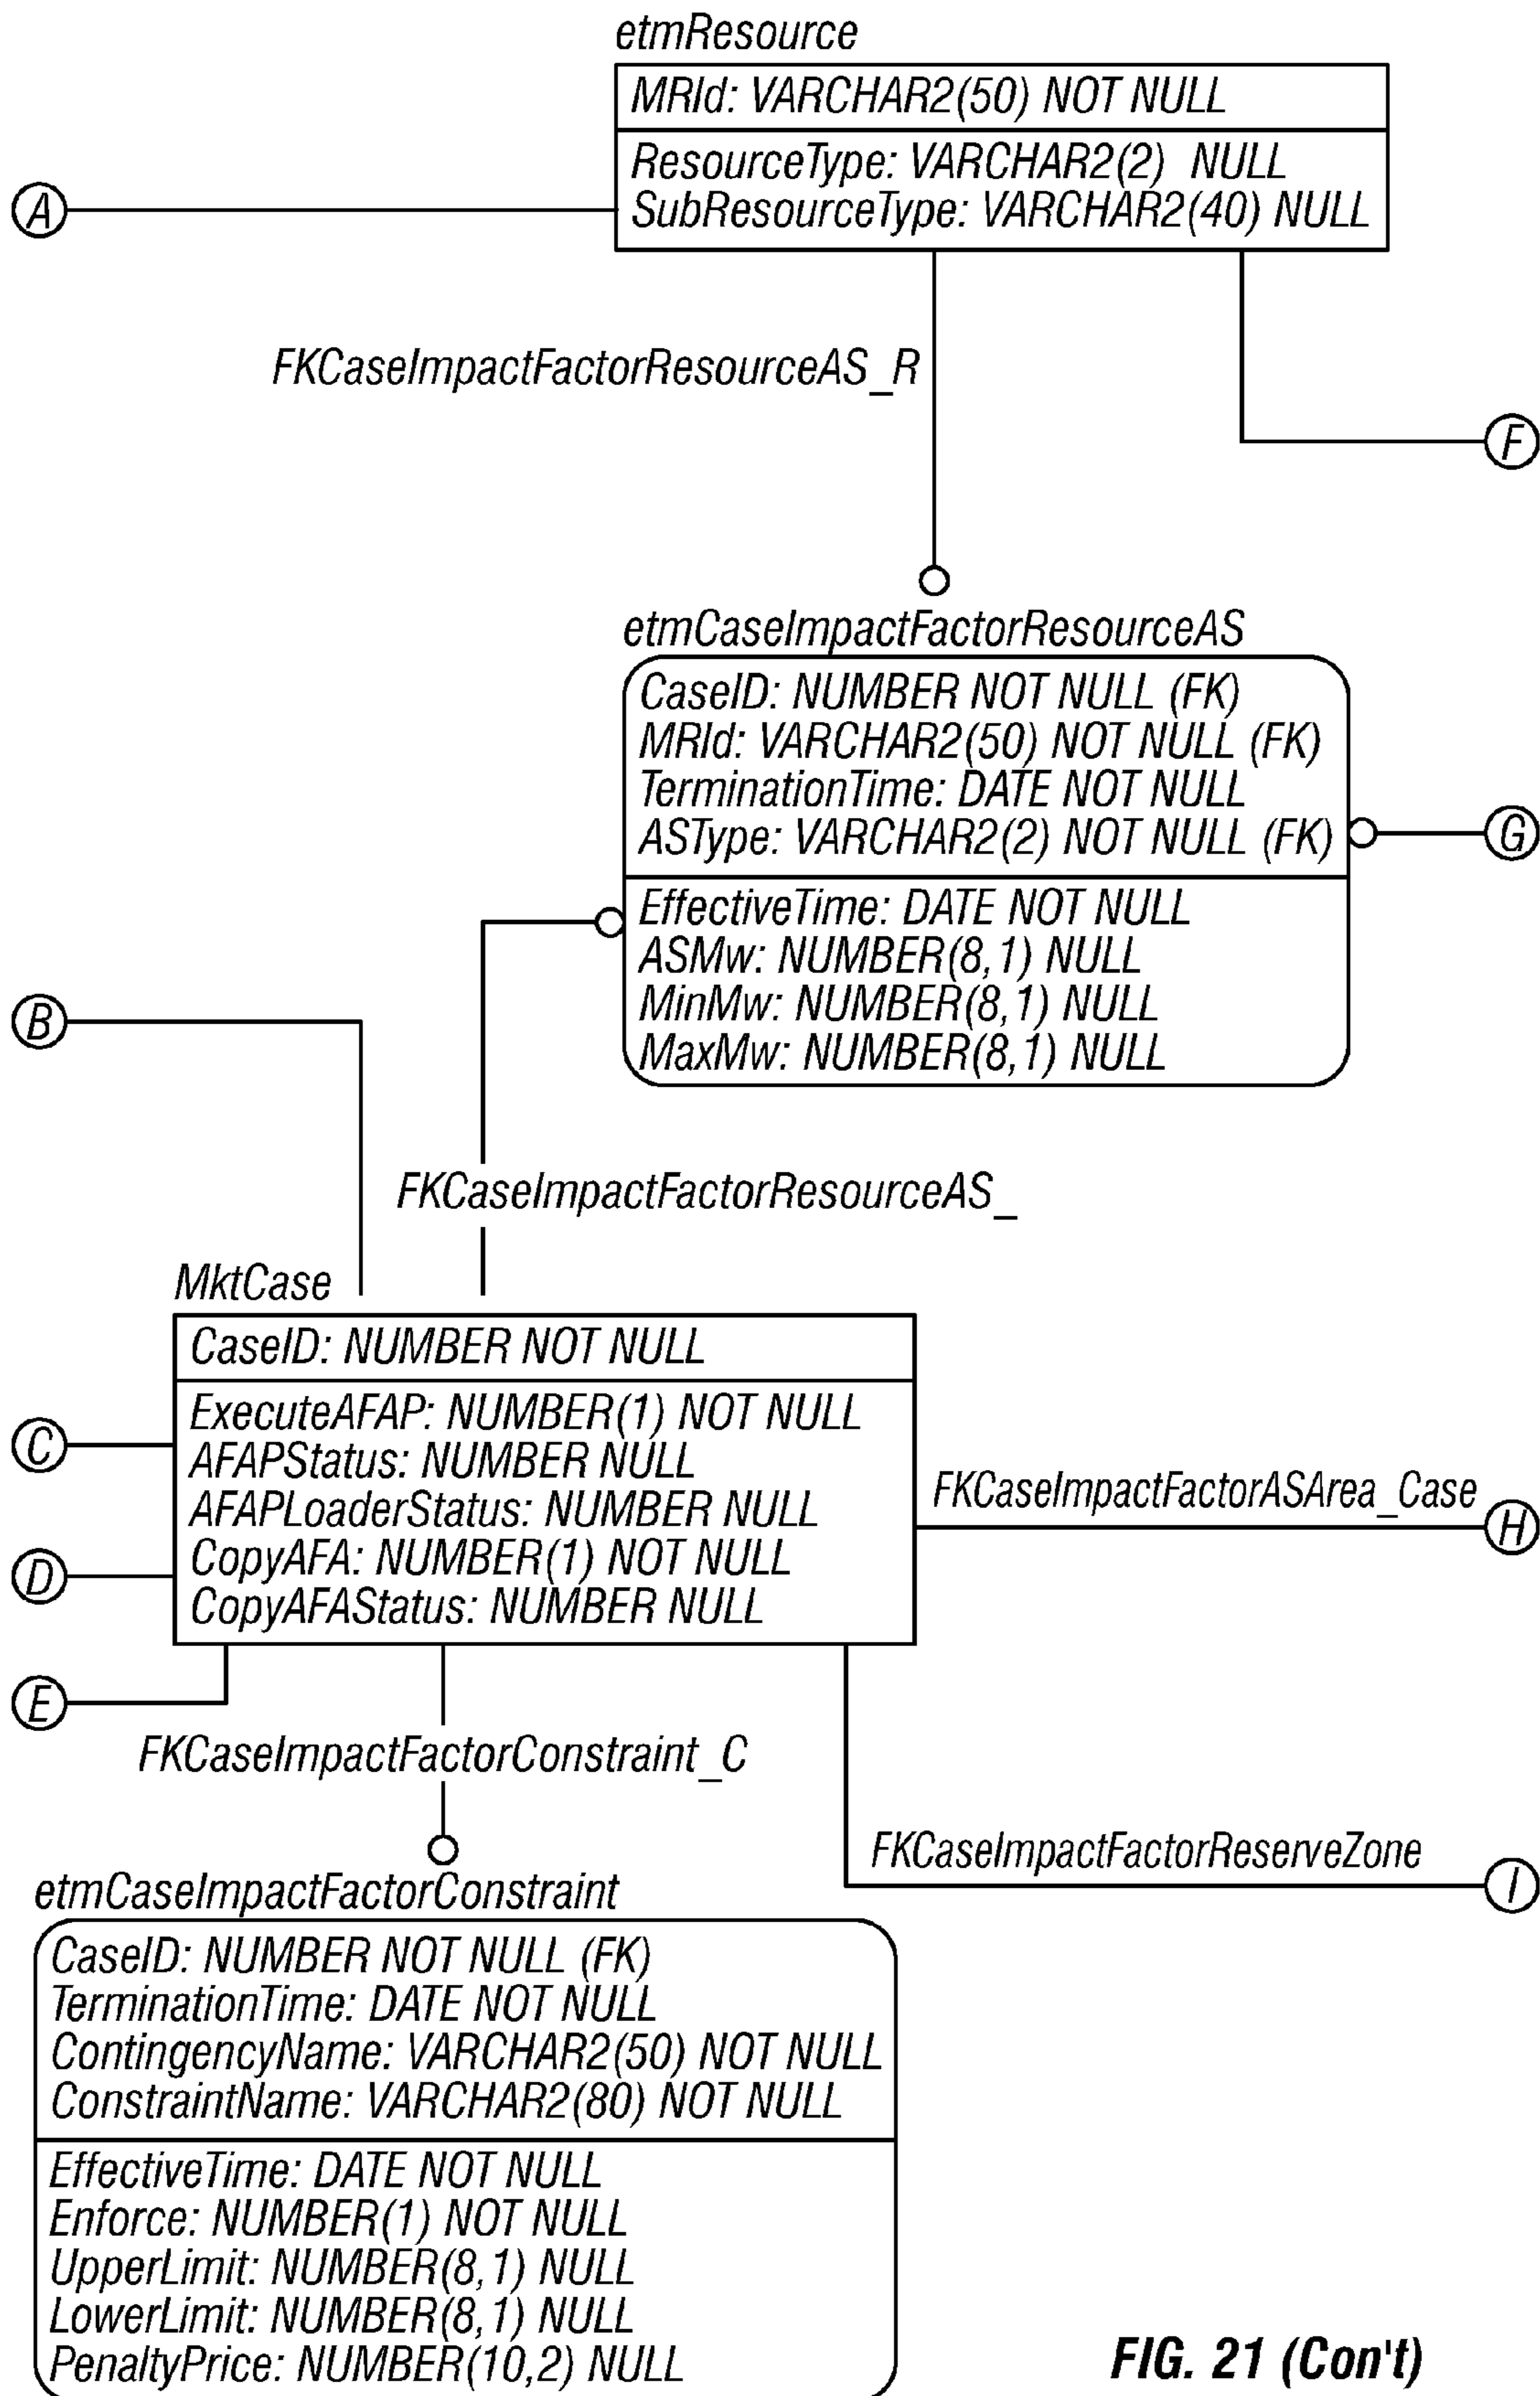 etmResource
MRId: VARCHAR2(50) NOT NULL
ResourceType: VARCHAR2(2) NULL
SubResourceType: VARCHAR2(40) NULL
A
FKCaseImpactFactorResourceAS_R
F
etmCaseImpactFactorResourceAS
CaseID: NUMBER NOT NULL (FK)
MRId: VARCHAR2(50) NOT NULL (FK)
TerminationTime: DATE NOT NULL
ASType: VARCHAR2(2) NOT NULL (FK)
G
EffectiveTime: DATE NOT NULL
ASMw: NUMBER(8,1) NULL
MinMw: NUMBER(8,1) NULL
MaxMw: NUMBER(8,1) NULL
B
FKCaseImpactFactorResourceAS_
MktCase
CaseID: NUMBER NOT NULL
ExecuteAFAP: NUMBER(1) NOT NULL
AFAPStatus: NUMBER NULL
AFAPLoaderStatus: NUMBER NULL
CopyAFA: NUMBER(1) NOT NULL
CopyAFAStatus: NUMBER NULL
C
D
E
FKCaseImpactFactorASArea_Case
H
FKCaseImpactFactorConstraint_C
FKCaseImpactFactorReserveZone
I
etmCaseImpactFactorConstraint
CaseID: NUMBER NOT NULL (FK)
TerminationTime: DATE NOT NULL
ContingencyName: VARCHAR2(50) NOT NULL
ConstraintName: VARCHAR2(80) NOT NULL
EffectiveTime: DATE NOT NULL
Enforce: NUMBER(1) NOT NULL
UpperLimit: NUMBER(8,1) NULL
LowerLimit: NUMBER(8,1) NULL
PenaltyPrice: NUMBER(10,2) NULL
FIG. 21 (Con't)